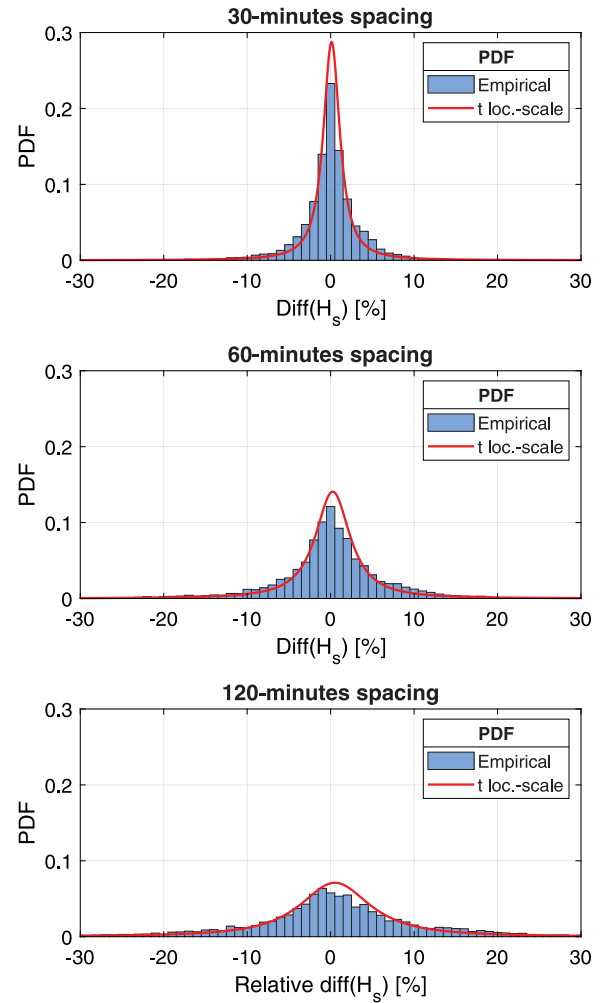 30-minutes spacing
0.3
0.2
0.1
0
PDF
PDF
Empirical
t loc.-scale
-30 -20 -10 0 10 20 30
Diff(H_s) [%]
60-minutes spacing
0.3
0.2
0.1
0
PDF
PDF
Empirical
t loc.-scale
-30 -20 -10 0 10 20 30
Diff(H_s) [%]
120-minutes spacing
0.3
0.2
0.1
0
PDF
PDF
Empirical
t loc.-scale
-30 -20 -10 0 10 20 30
Relative diff(H_s) [%]